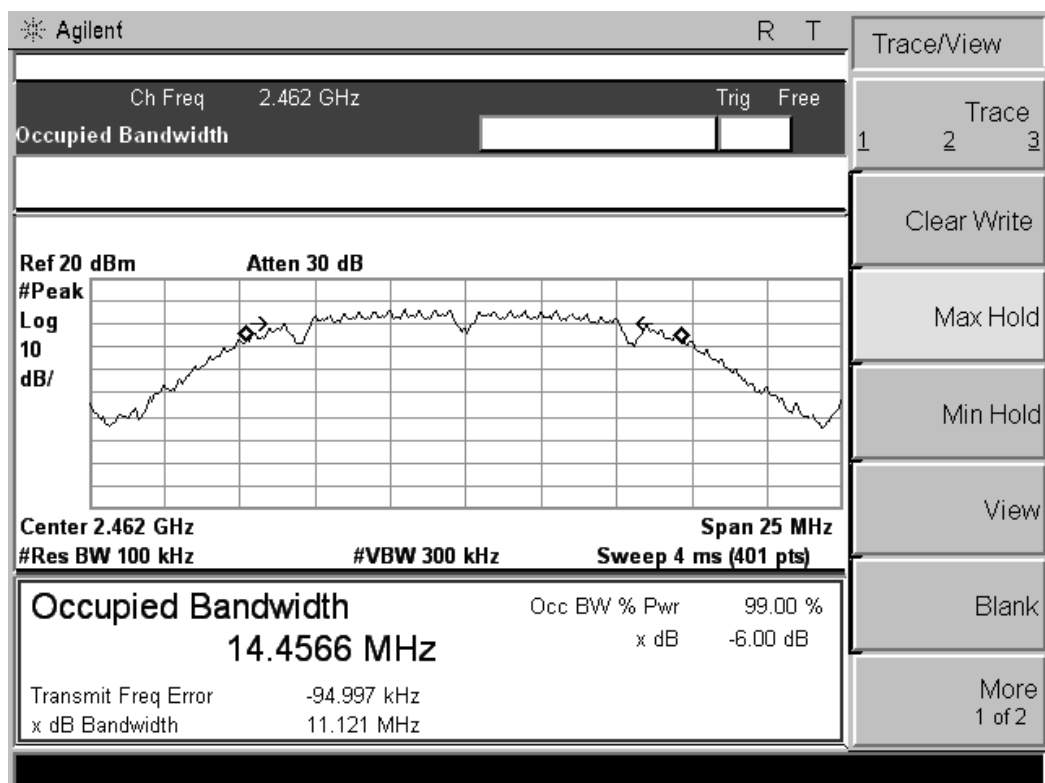 Agilent R T
Trace/View
Ch Freq 2.462 GHz Trig Free
Occupied Bandwidth
Trace
1 2 3
Clear Write
Ref 20 dBm Atten 30 dB
#Peak
Log
10
dB/
Max Hold
Min Hold
Center 2.462 GHz Span 25 MHz
#Res BW 100 kHz #VBW 300 kHz Sweep 4 ms (401 pts)
View
Occupied Bandwidth
14.4566 MHz
Occ BW % Pwr 99.00 %
x dB -6.00 dB
Transmit Freq Error -94.997 kHz
x dB Bandwidth 11.121 MHz
Blank
More
1 of 2